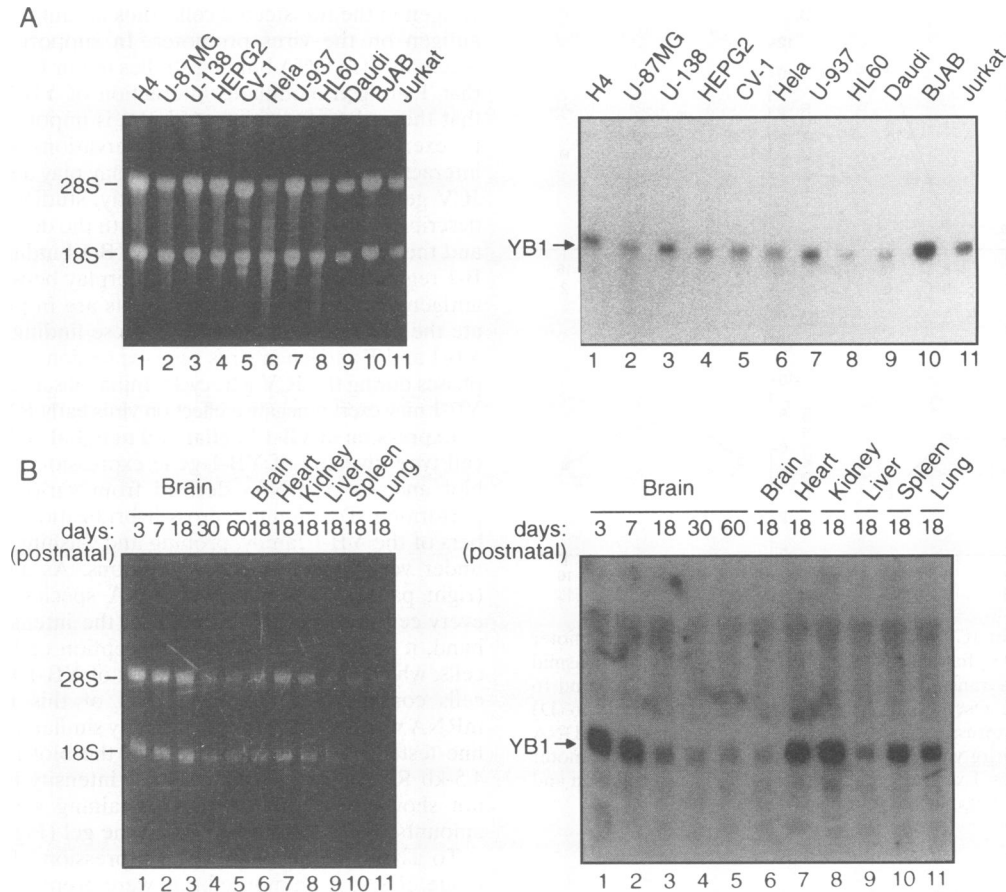 A
H4 U-87MG U-138 HEPG2 CV-1 Hela U-937 HL60 Daudi BJAB Jurkat
28S
18S
1 2 3 4 5 6 7 8 9 10 11
H4 U-87MG U-138 HEPG2 CV-1 Hela U-937 HL60 Daudi BJAB Jurkat
YB1
1 2 3 4 5 6 7 8 9 10 11
B
Brain Brain Heart Kidney Liver Spleen Lung
days: 3 7 18 30 60 18 18 18 18 18 18
(postnatal)
28S
18S
1 2 3 4 5 6 7 8 9 10 11
Brain Brain Heart Kidney Liver Spleen Lung
days: 3 7 18 30 60 18 18 18 18 18 18
(postnatal)
YB1
1 2 3 4 5 6 7 8 9 10 11